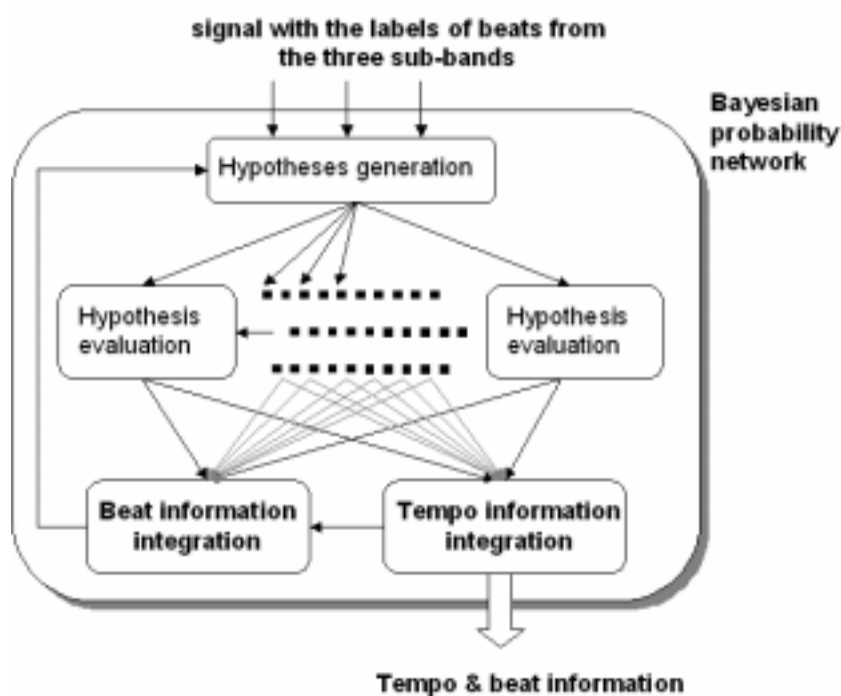 signal with the labels of beats from
the three sub-bands
Bayesian
probability
network
Hypotheses generation
Hypothesis
evaluation
Hypothesis
evaluation
Beat information
integration
Tempo information
integration
Tempo & beat information